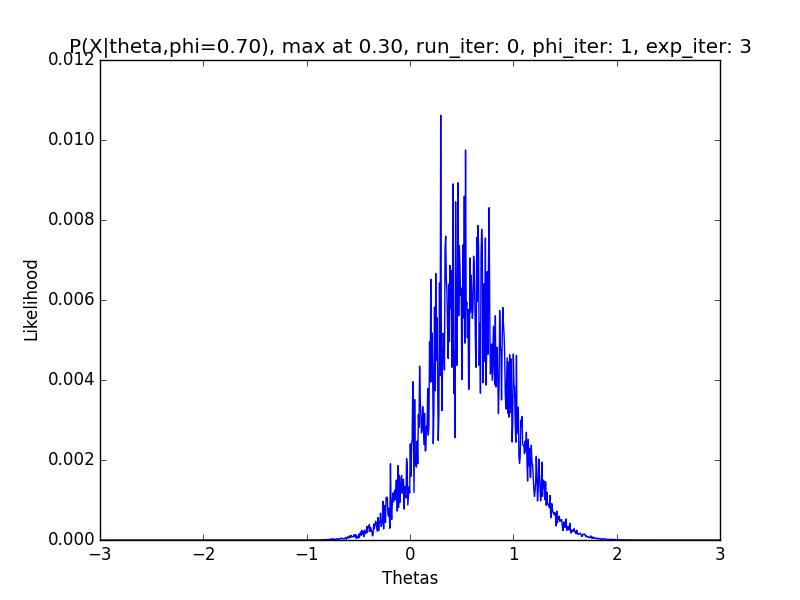 P(X|theta,phi=0.70), max at 0.30, run_iter: 0, phi_iter: 1, exp_iter: 3
0.012
0.010
0.008
0.006
0.004
0.002
0.000
Likelihood
−3 −2 −1 0 1 2 3
Thetas